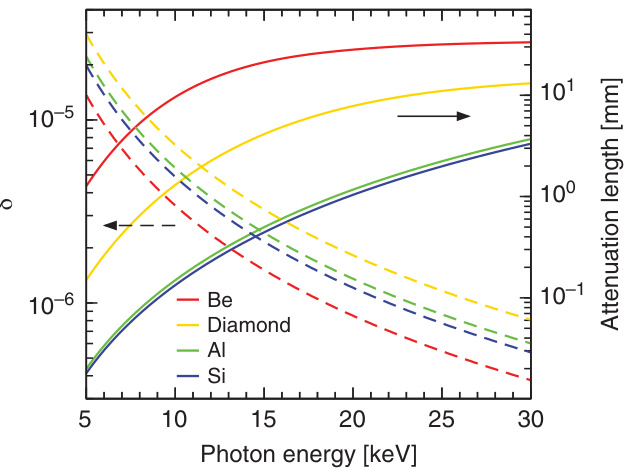 δ
10⁻⁵
10⁻⁶
5
10
15
20
25
30
Photon energy [keV]
10¹
10⁰
10⁻¹
Attenuation length [mm]
Be
Diamond
Al
Si